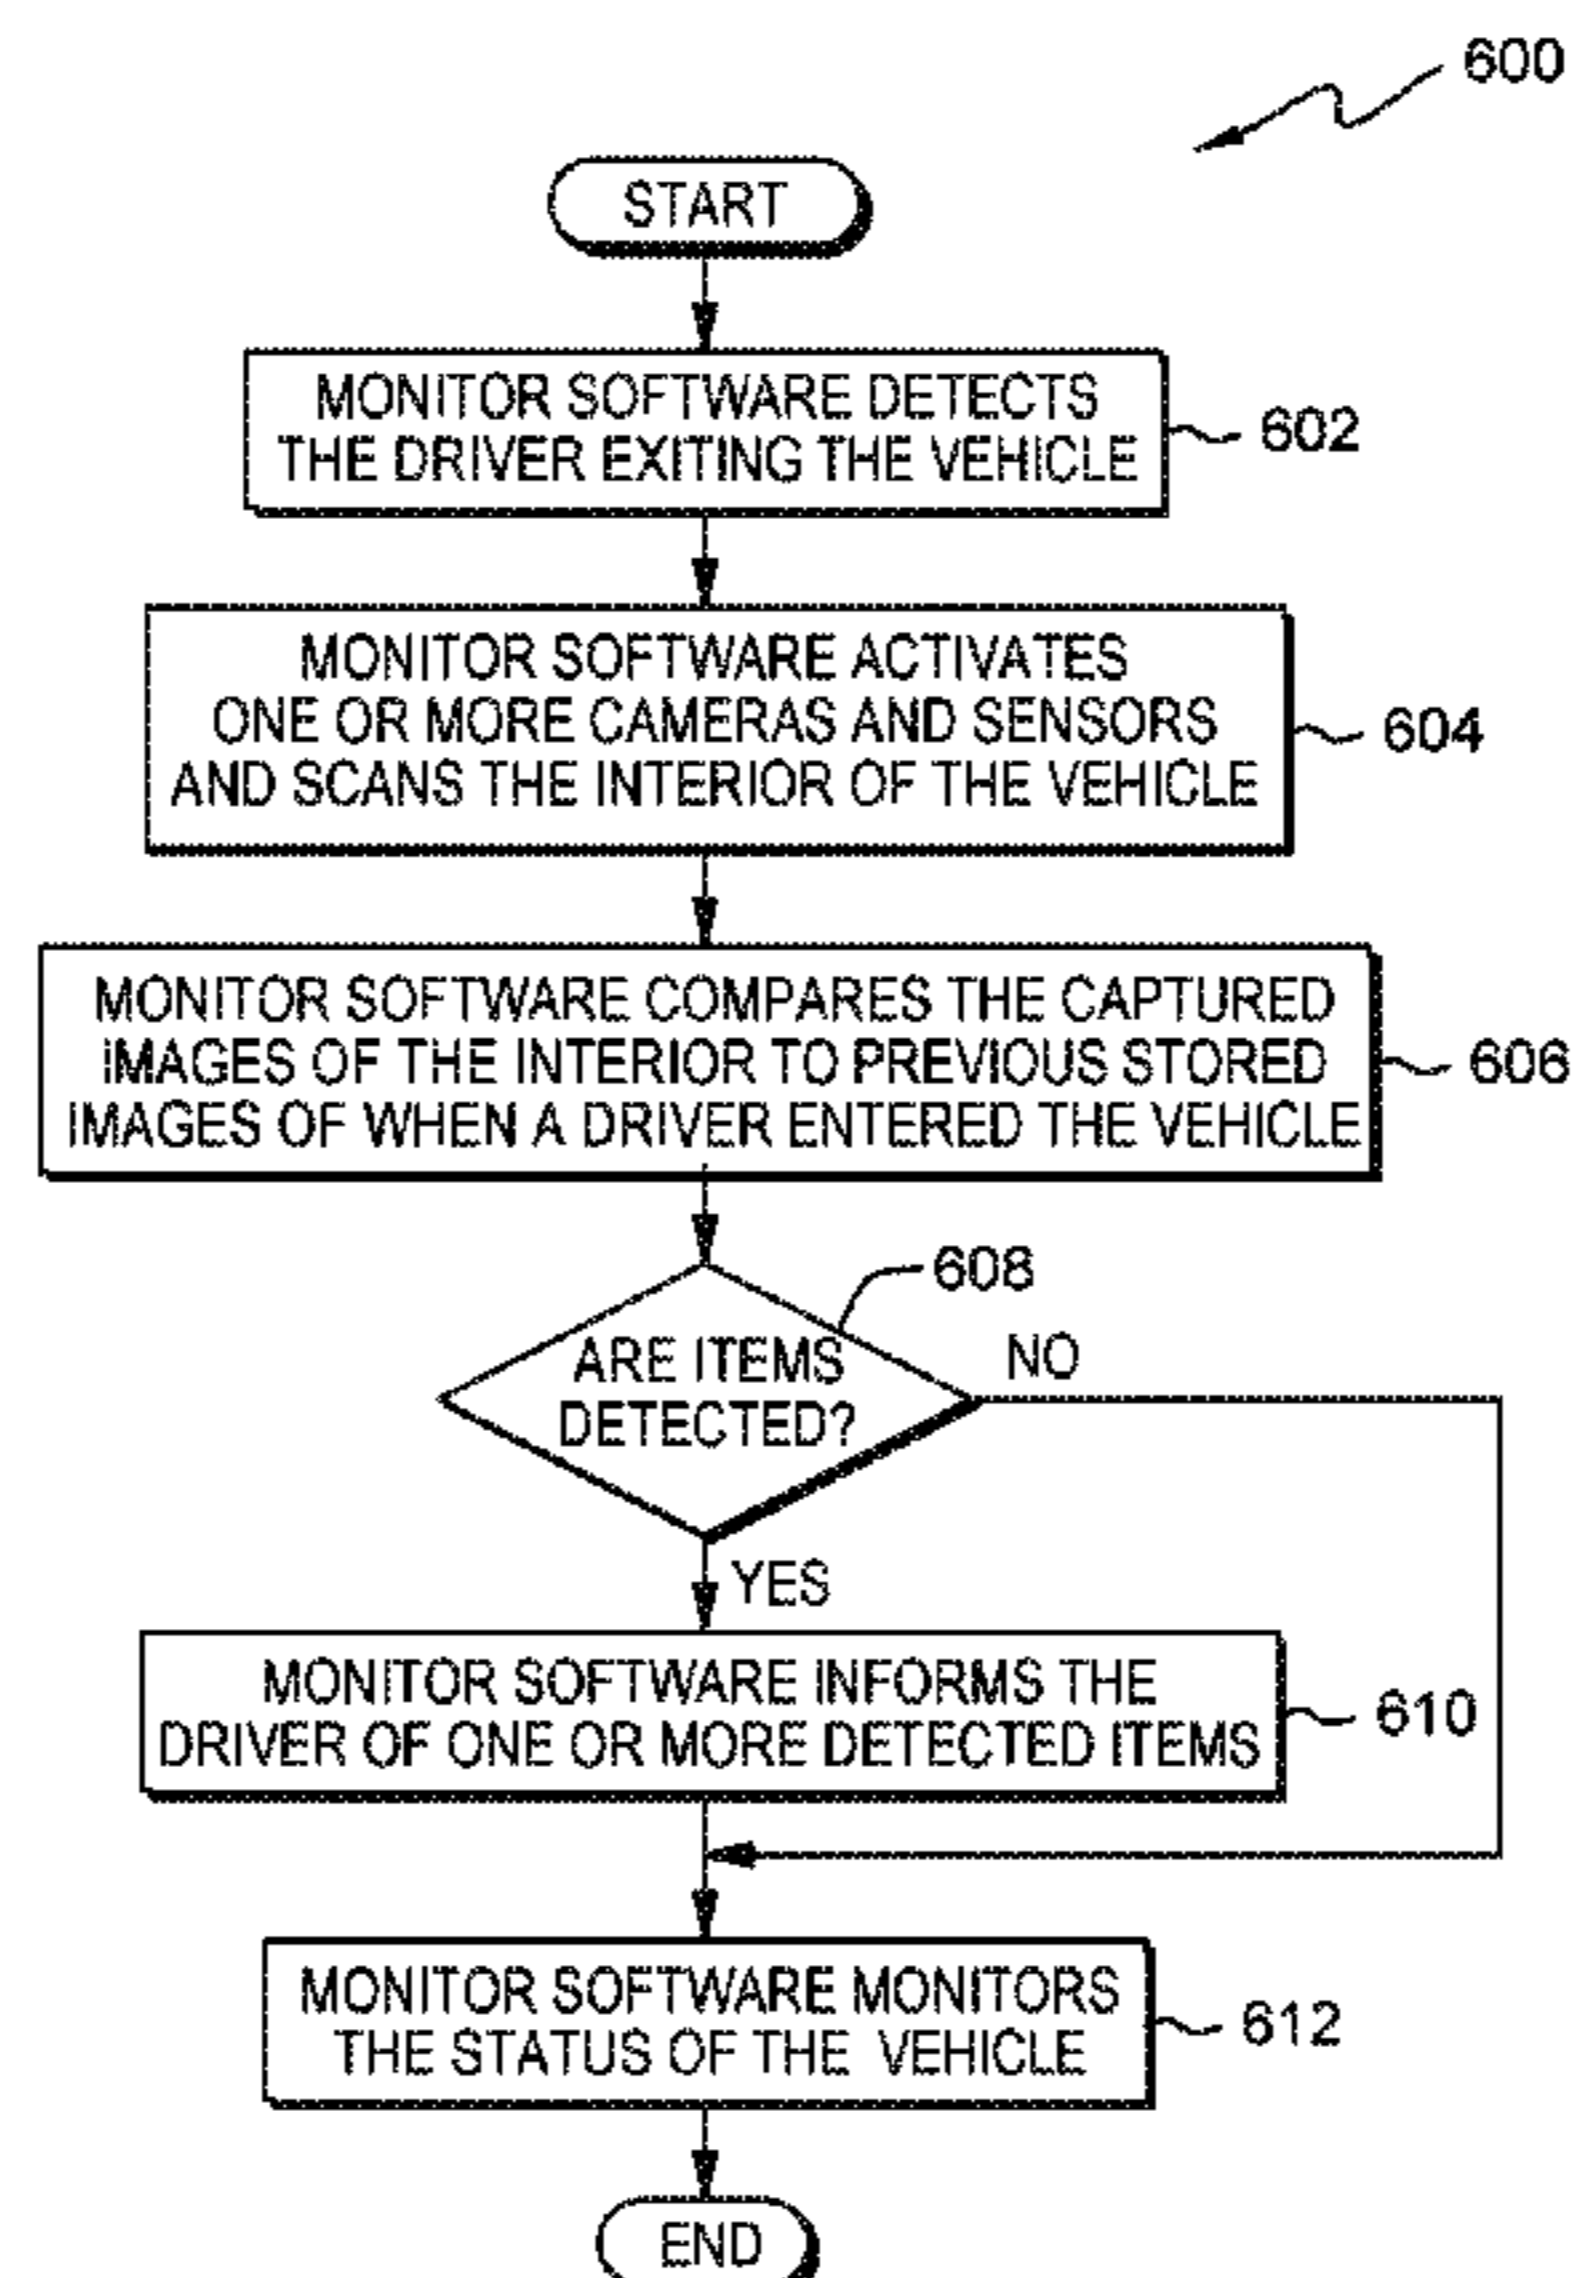 600
START
MONITOR SOFTWARE DETECTS
THE DRIVER EXITING THE VEHICLE
602
MONITOR SOFTWARE ACTIVATES
ONE OR MORE CAMERAS AND SENSORS
AND SCANS THE INTERIOR OF THE VEHICLE
604
MONITOR SOFTWARE COMPARES THE CAPTURED
IMAGES OF THE INTERIOR TO PREVIOUS STORED
IMAGES OF WHEN A DRIVER ENTERED THE VEHICLE
606
608
ARE ITEMS
DETECTED?
NO
YES
MONITOR SOFTWARE INFORMS THE
DRIVER OF ONE OR MORE DETECTED ITEMS
610
MONITOR SOFTWARE MONITORS
THE STATUS OF THE VEHICLE
612
END